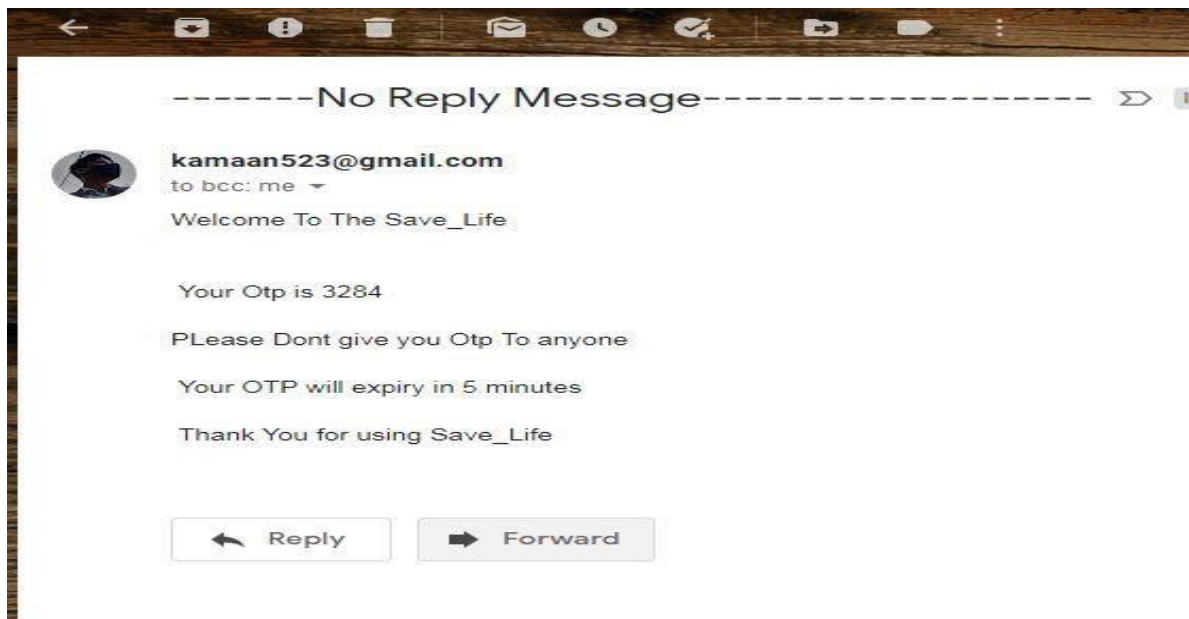 -------No Reply Message-------------------
kamaan523@gmail.com
to bcc: me
Welcome To The Save_Life
Your Otp is 3284
PLease Dont give you Otp To anyone
Your OTP will expiry in 5 minutes
Thank You for using Save_Life
Reply
Forward